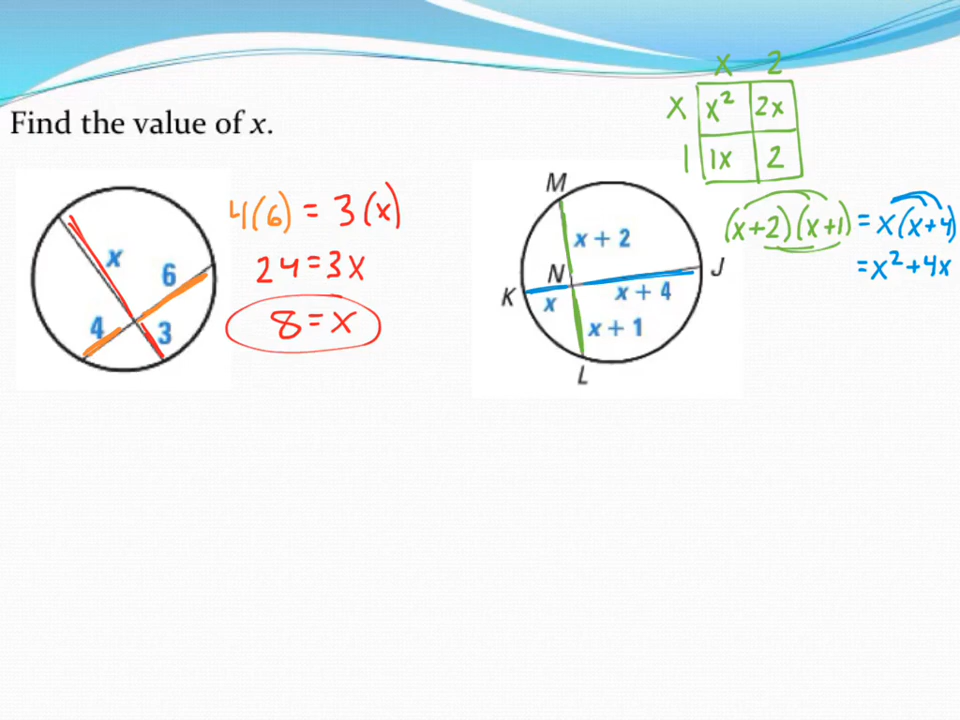 Find the value of x.
x
6
4
3
4(6) = 3(x)
24 = 3x
8 = x
x 2
x x² 2x
1 1x 2
M
x + 2
N
J
K
x
x + 4
x + 1
L
(x+2)(x+1) = x(x+4)
= x² + 4x